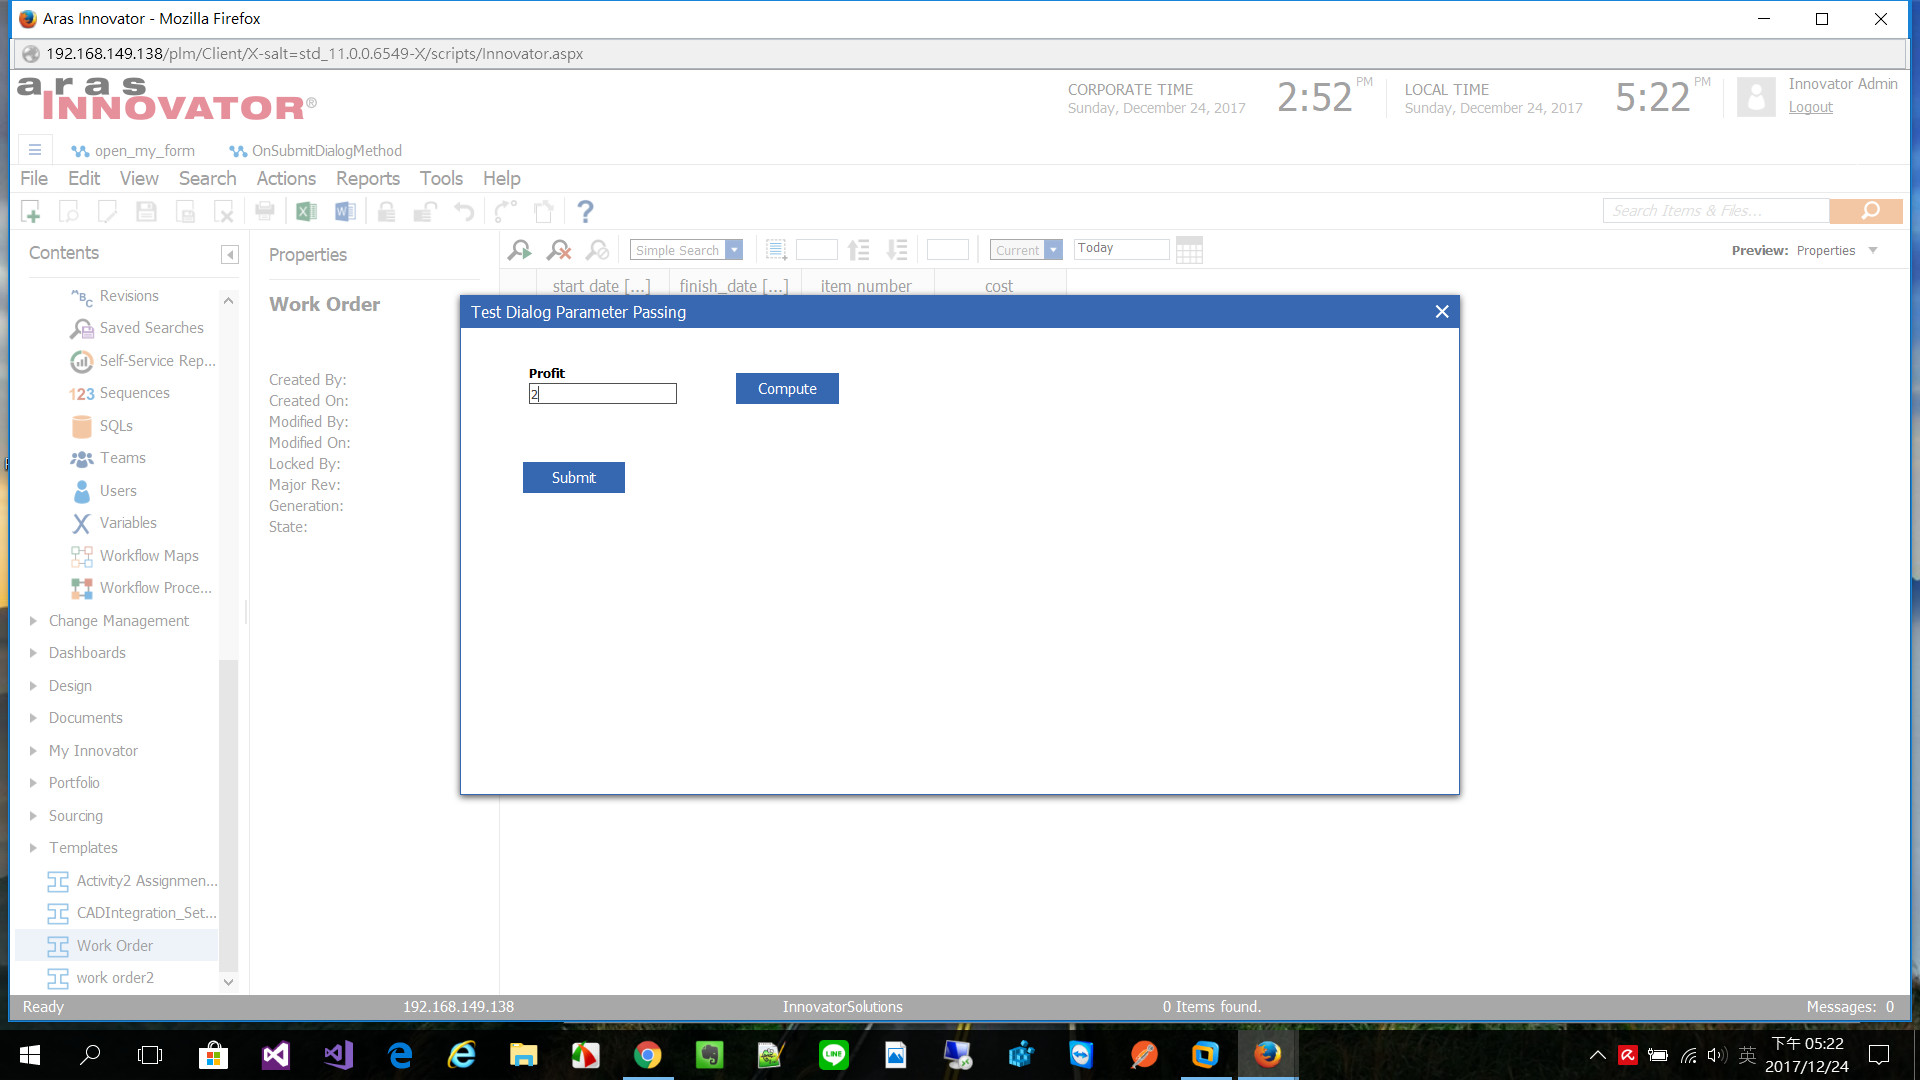 Aras Innovator - Mozilla Firefox
192.168.149.138/plm/Client/X-salt=std_11.0.0.6549-X/scripts/Innovator.aspx
aras
INNOVATOR®
CORPORATE TIME
Sunday, December 24, 2017
2:52 PM
LOCAL TIME
Sunday, December 24, 2017
5:22 PM
Innovator Admin
Logout
open_my_form
OnSubmitDialogMethod
File Edit View Search Actions Reports Tools Help
Search Items & Files...
Contents
Revisions
Saved Searches
Self-Service Rep...
123 Sequences
SQLs
Teams
Users
Variables
Workflow Maps
Workflow Proce...
Change Management
Dashboards
Design
Documents
My Innovator
Portfolio
Sourcing
Templates
Activity2 Assignmen...
CADIntegration_Set...
Work Order
work order2
Properties
Work Order
Created By:
Created On:
Modified By:
Modified On:
Locked By:
Major Rev:
Generation:
State:
Simple Search
Current
Today
Preview: Properties
start date [...]
finish_date [...]
item number
cost
Test Dialog Parameter Passing
Profit
2
Compute
Submit
Ready
192.168.149.138
InnovatorSolutions
0 Items found.
Messages: 0
LINE
英
下午 05:22
2017/12/24